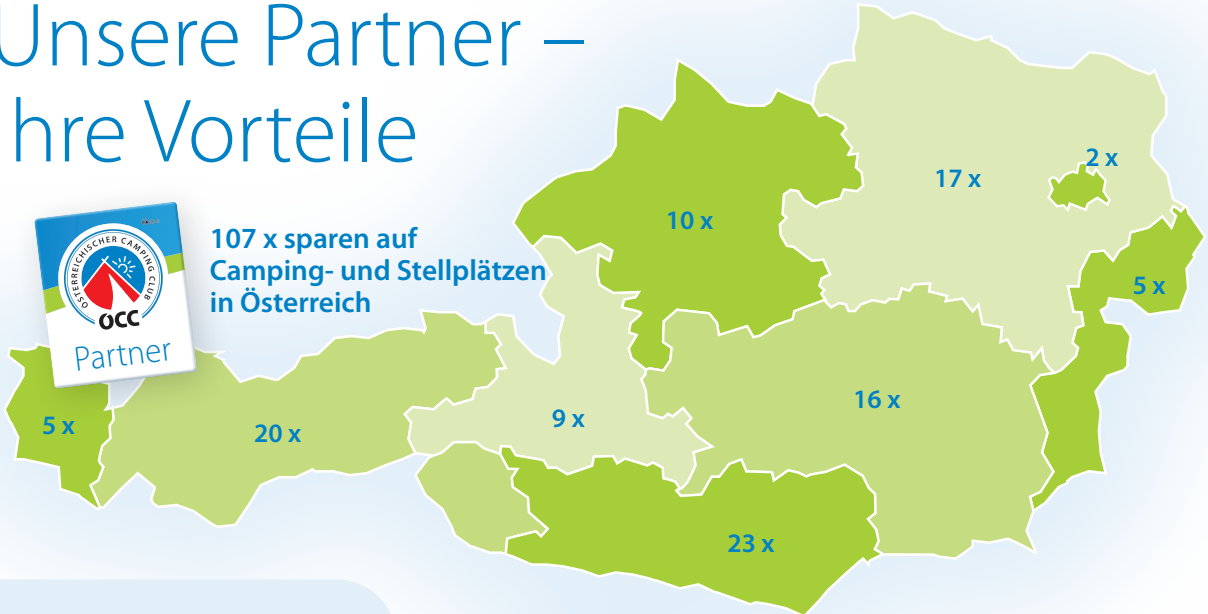 Unsere Partner –
hre Vorteile
107 x sparen auf
Camping- und Stellplätzen
in Österreich
ÖSTERREICHISCHER CAMPING CLUB
ÖCC
Partner
17 x
2 x
10 x
5 x
16 x
9 x
5 x
20 x
23 x